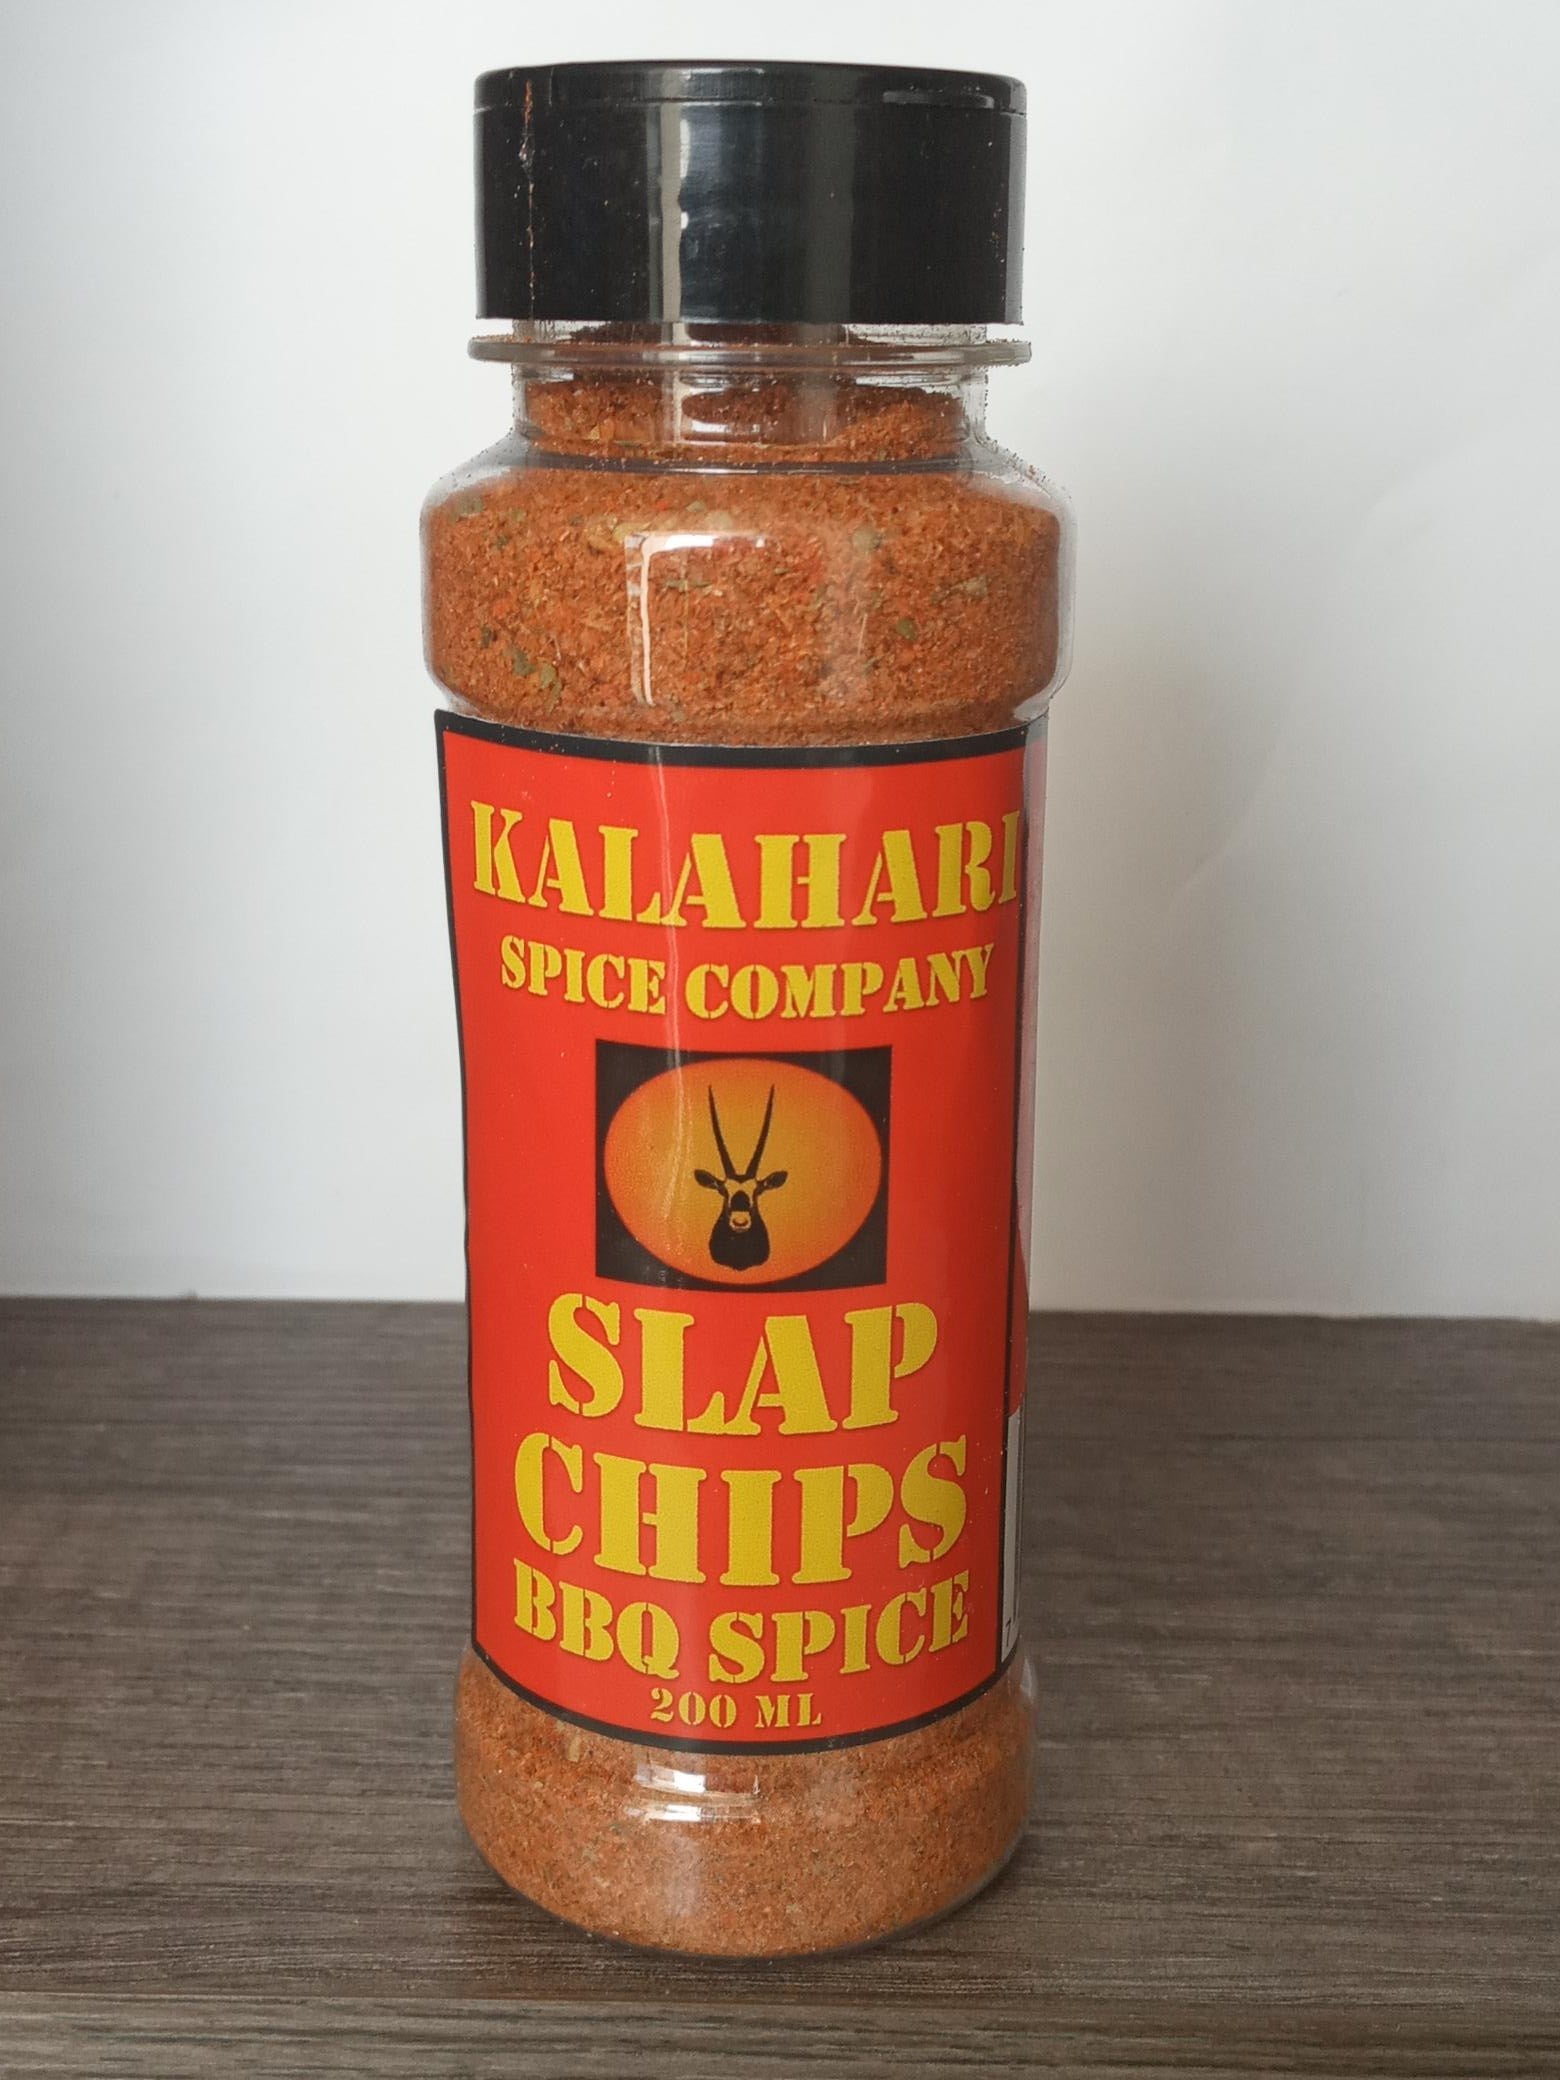 KALAHARI
SPICE COMPANY
SLAP
CHIPS
BBQ SPICE
200 ML